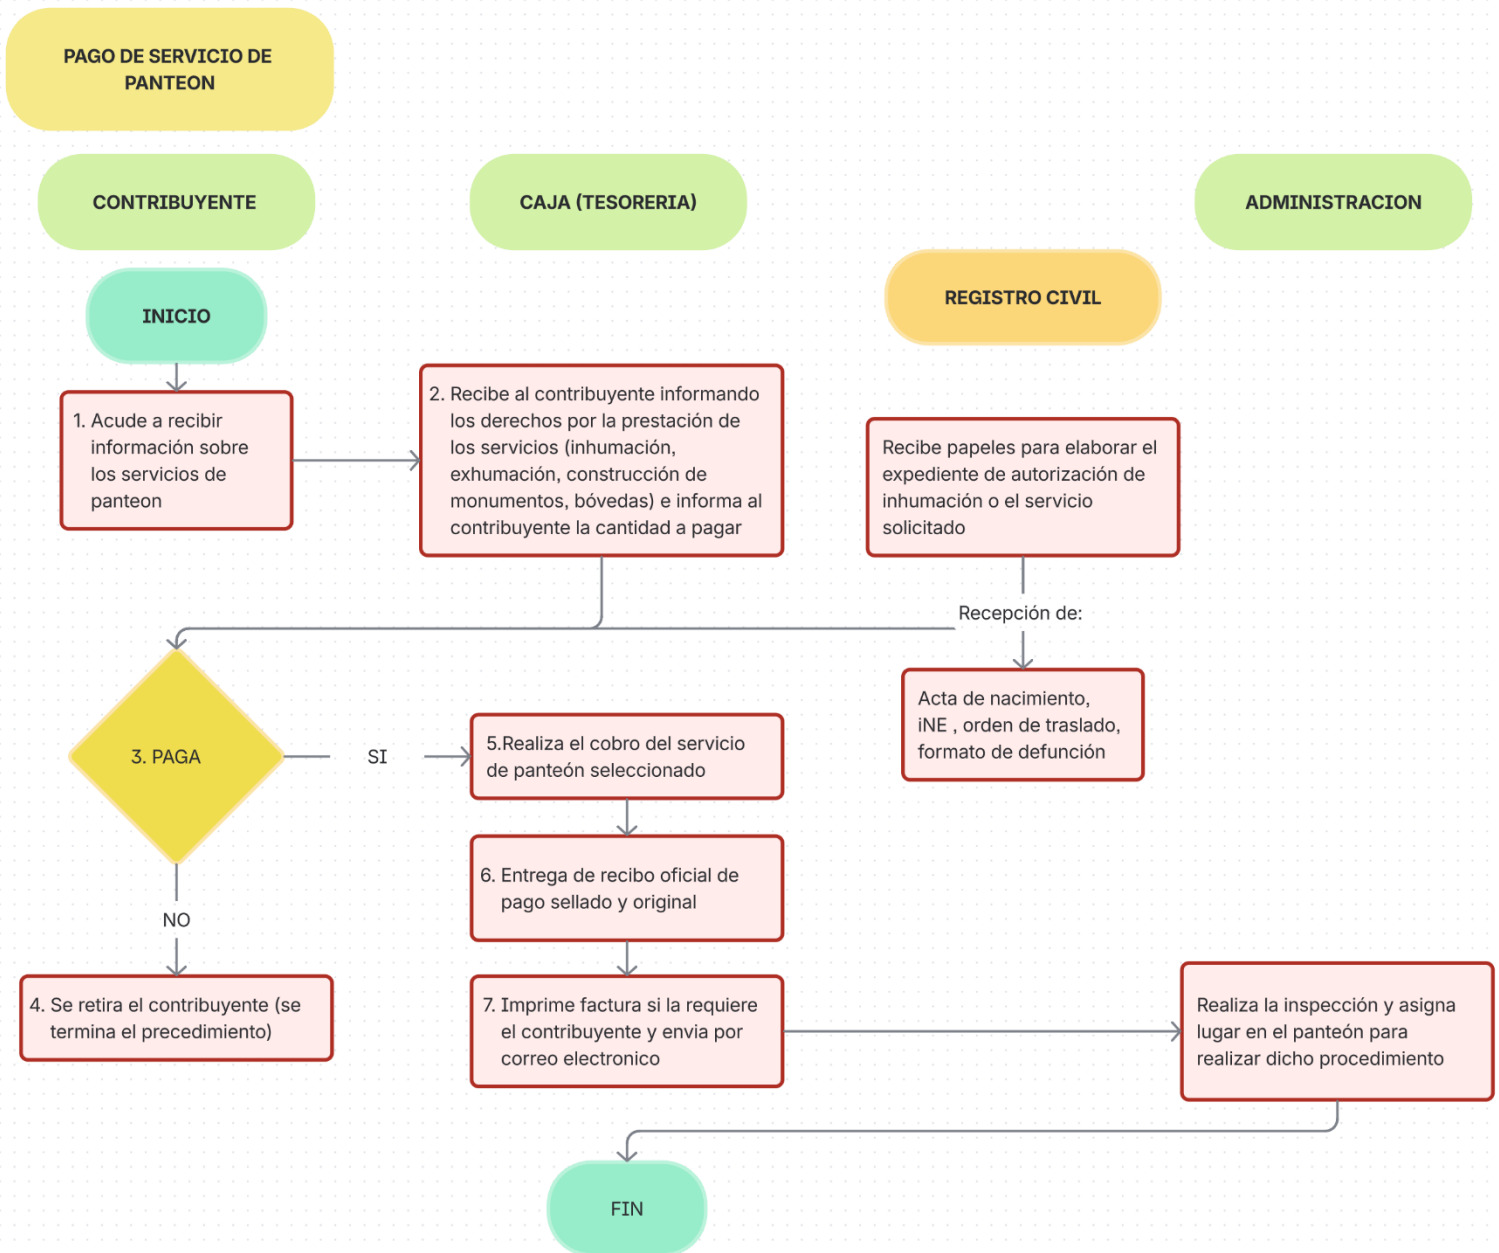 PAGO DE SERVICIO DE
PANTEON
CONTRIBUYENTE
CAJA (TESORERIA)
ADMINISTRACION
REGISTRO CIVIL
INICIO
1. Acude a recibir
información sobre
los servicios de
panteon
2. Recibe al contribuyente informando
los derechos por la prestación de
los servicios (inhumación,
exhumación, construcción de
monumentos, bóvedas) e informa al
contribuyente la cantidad a pagar
Recibe papeles para elaborar el
expediente de autorización de
inhumación o el servicio
solicitado
Recepción de:
Acta de nacimiento,
iNE , orden de traslado,
formato de defunción
3. PAGA
SI
5.Realiza el cobro del servicio
de panteón seleccionado
6. Entrega de recibo oficial de
pago sellado y original
NO
4. Se retira el contribuyente (se
termina el precedimiento)
7. Imprime factura si la requiere
el contribuyente y envia por
correo electronico
Realiza la inspección y asigna
lugar en el panteón para
realizar dicho procedimiento
FIN